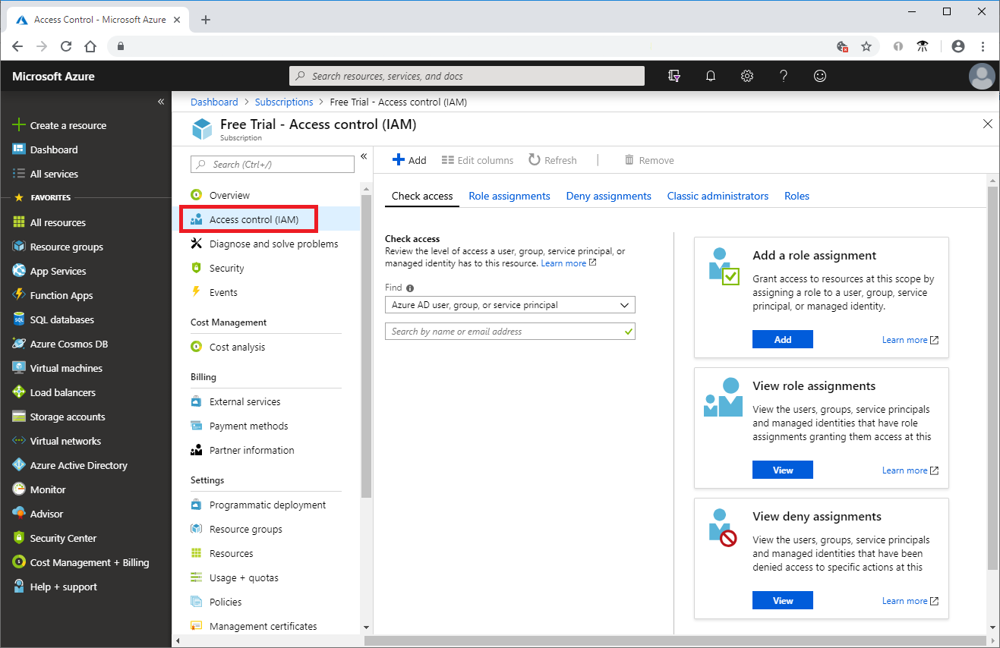 Access Control - Microsoft Azure
Microsoft Azure
Search resources, services, and docs
Create a resource
Dashboard
All services
FAVORITES
All resources
Resource groups
App Services
Function Apps
SQL databases
Azure Cosmos DB
Virtual machines
Load balancers
Storage accounts
Virtual networks
Azure Active Directory
Monitor
Advisor
Security Center
Cost Management + Billing
Help + support
Dashboard > Subscriptions > Free Trial - Access control (IAM)
Free Trial - Access control (IAM)
Subscription
Search (Ctrl+/)
Overview
Access control (IAM)
Diagnose and solve problems
Security
Events
Cost Management
Cost analysis
Billing
External services
Payment methods
Partner information
Settings
Programmatic deployment
Resource groups
Resources
Usage + quotas
Policies
Management certificates
Add Edit columns Refresh | Remove
Check access Role assignments Deny assignments Classic administrators Roles
Check access
Review the level of access a user, group, service principal, or
managed identity has to this resource. Learn more
Find
Azure AD user, group, or service principal
Search by name or email address
Add a role assignment
Grant access to resources at this scope by
assigning a role to a user, group, service
principal, or managed identity.
Add Learn more
View role assignments
View the users, groups, service principals
and managed identities that have role
assignments granting them access at this
View Learn more
View deny assignments
View the users, groups, service principals
and managed identities that have been
denied access to specific actions at this
View Learn more